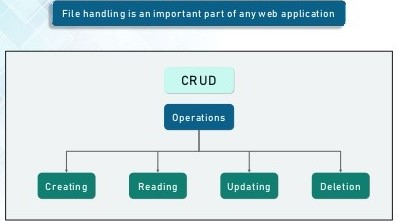 File handling is an important part of any web application
CRUD
Operations
Creating
Reading
Updating
Deletion